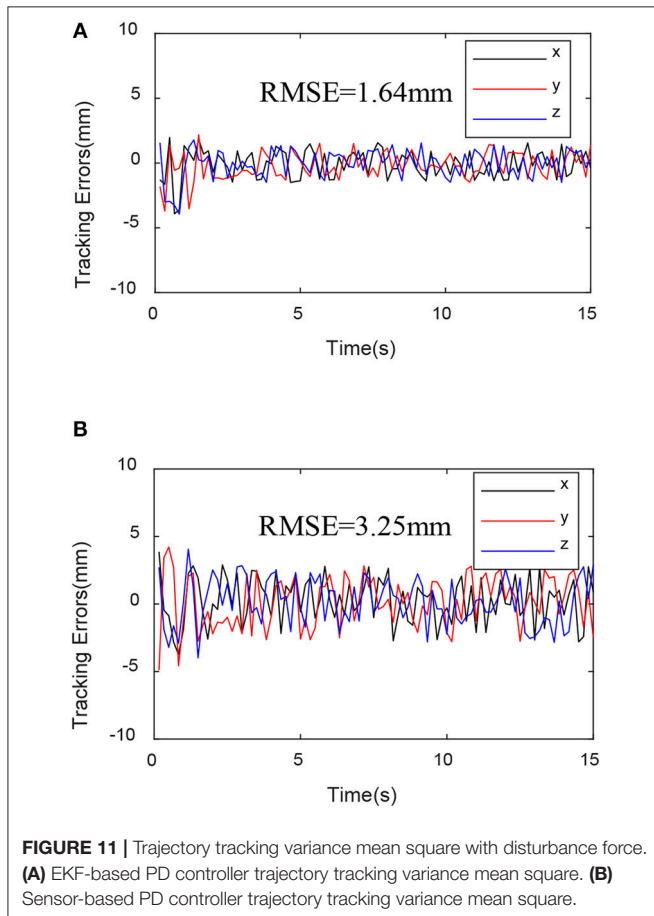 A
10
5
0
-5
-10
Tracking Errors(mm)
RMSE=1.64mm
x
y
z
0 5 10 15
Time(s)
B
10
5
0
-5
-10
Tracking Errors(mm)
RMSE=3.25mm
x
y
z
0 5 10 15
Time(s)
FIGURE 11 | Trajectory tracking variance mean square with disturbance force.
(A) EKF-based PD controller trajectory tracking variance mean square. (B)
Sensor-based PD controller trajectory tracking variance mean square.